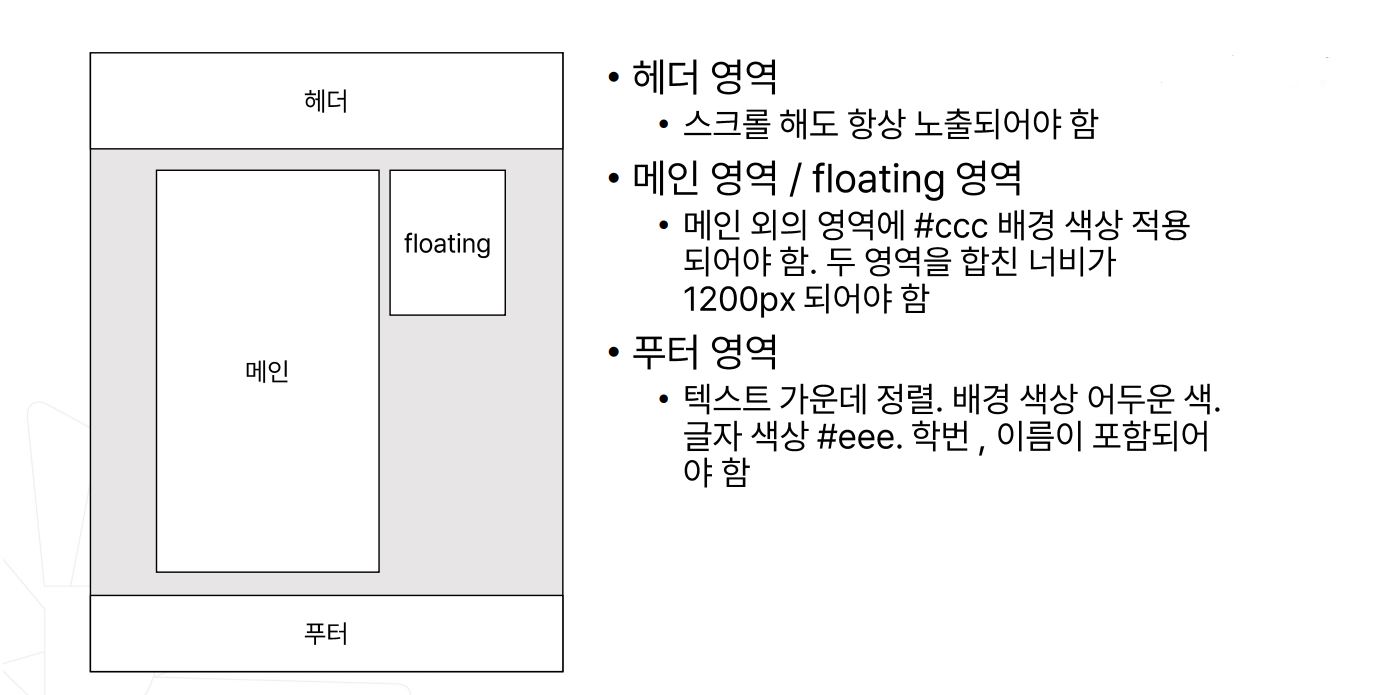 헤더
메인
floating
푸터
• 헤더 영역
• 스크롤 해도 항상 노출되어야 함
• 메인 영역 / floating 영역
• 메인 외의 영역에 #ccc 배경 색상 적용
되어야 함. 두 영역을 합친 너비가
1200px 되어야 함
• 푸터 영역
• 텍스트 가운데 정렬. 배경 색상 어두운 색.
글자 색상 #eee. 학번 , 이름이 포함되어
야 함